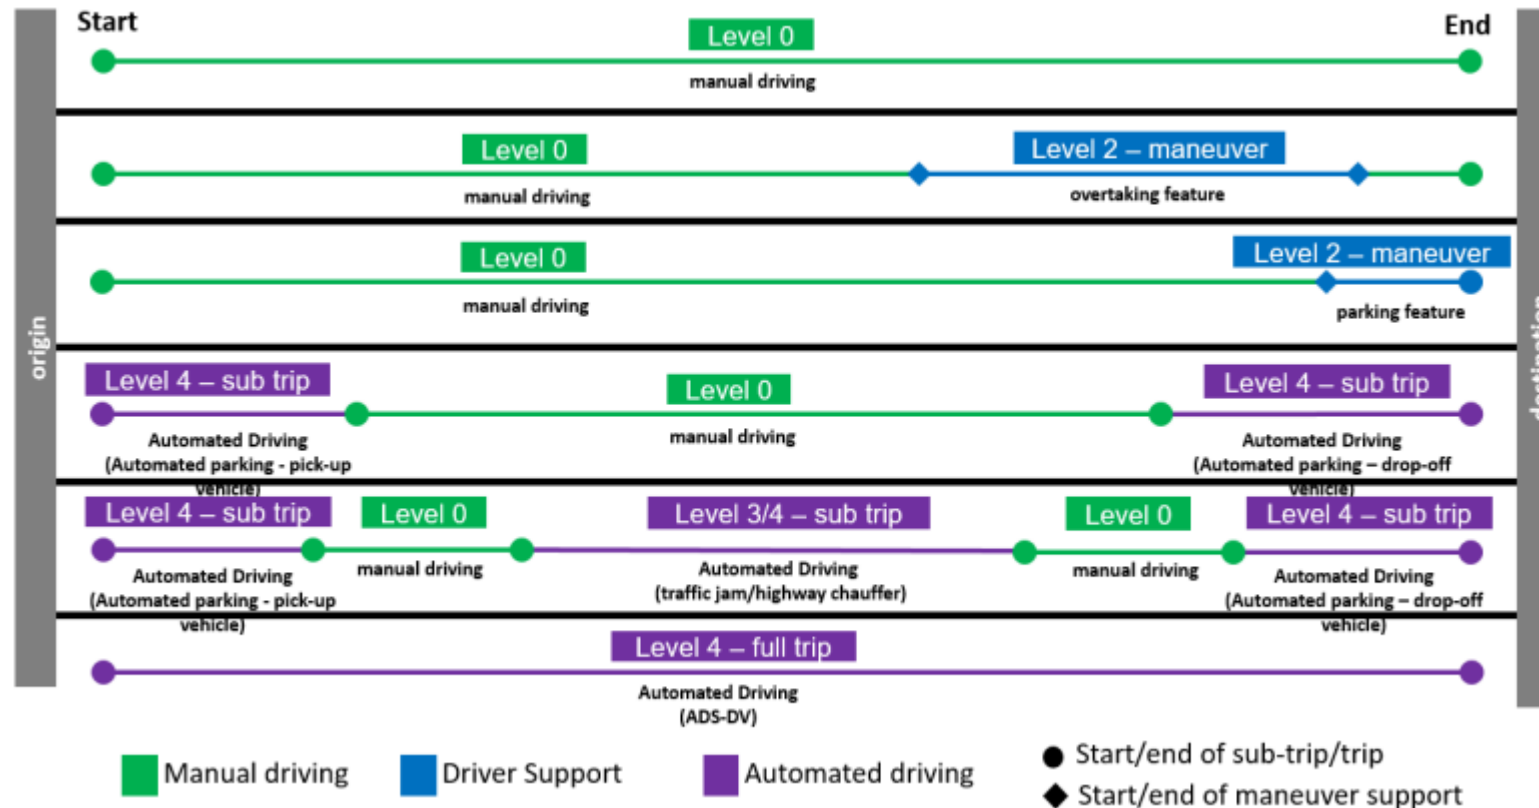 Start
End
Level 0
manual driving
Level 0
Level 2 – maneuver
manual driving
overtaking feature
Level 0
Level 2 – maneuver
manual driving
parking feature
origin
destination
Level 4 – sub trip
Level 0
Level 4 – sub trip
manual driving
Automated Driving
(Automated parking - pick-up
vehicle)
Automated Driving
(Automated parking – drop-off
vehicle)
Level 4 – sub trip
Level 0
Level 3/4 – sub trip
Level 0
Level 4 – sub trip
Automated Driving
(Automated parking - pick-up
vehicle)
manual driving
Automated Driving
(traffic jam/highway chauffer)
manual driving
Automated Driving
(Automated parking – drop-off
vehicle)
Level 4 – full trip
Automated Driving
(ADS-DV)
Manual driving
Driver Support
Automated driving
Start/end of sub-trip/trip
Start/end of maneuver support